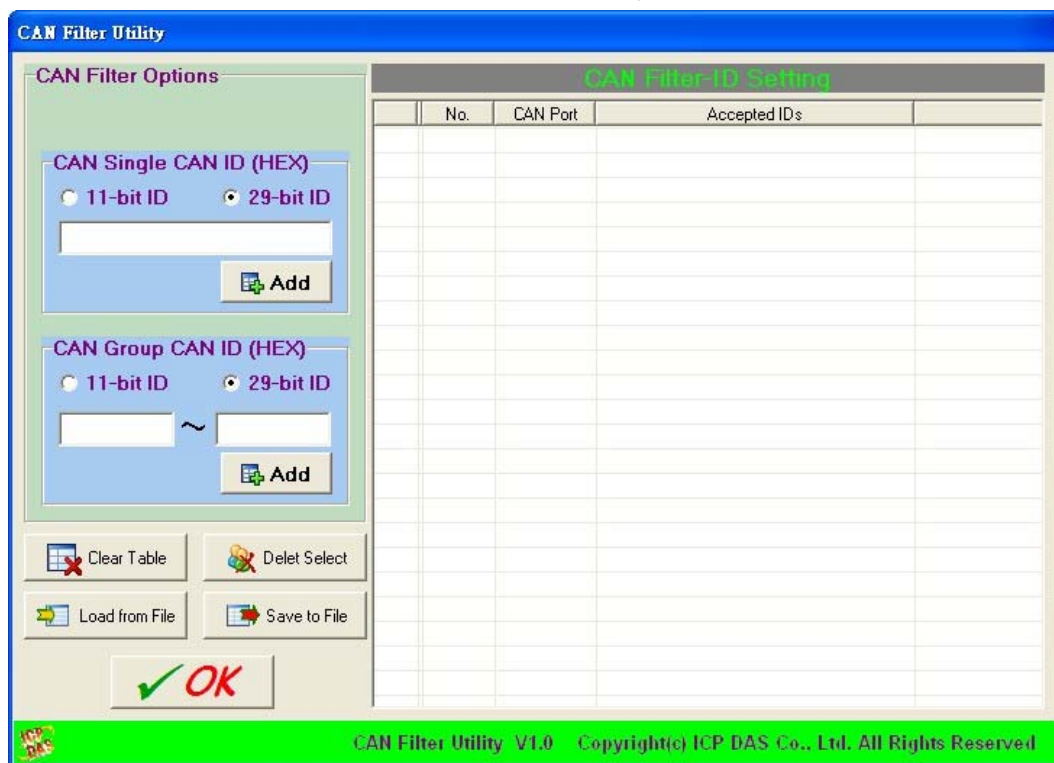 CAN Filter Utility
CAN Filter Options
CAN Single CAN ID (HEX)
11-bit ID 29-bit ID
Add
CAN Group CAN ID (HEX)
11-bit ID 29-bit ID
~
Add
Clear Table Delet Select
Load from File Save to File
OK
CAN Filter-ID Setting
No. CAN Port Accepted IDs
ICP DAS
CAN Filter Utility V1.0 Copyright(c) ICP DAS Co., Ltd. All Rights Reserved